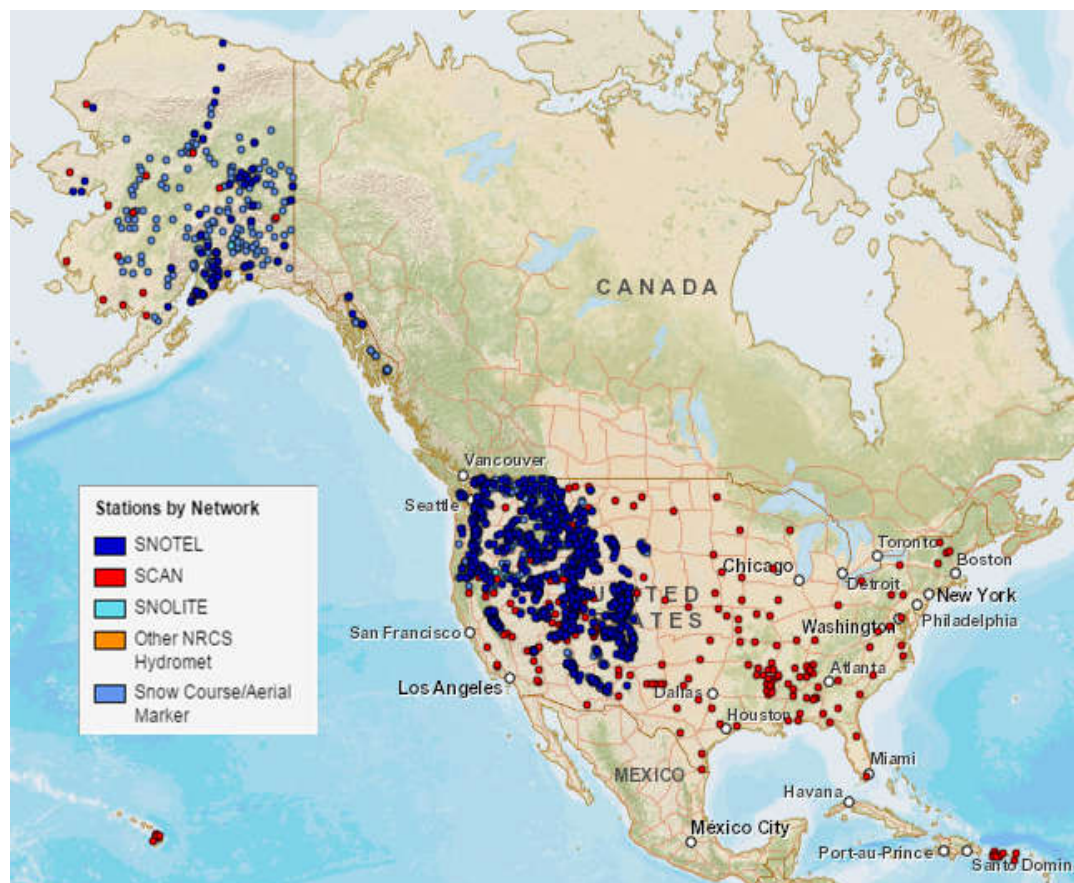 CANADA
Vancouver
Seattle
Stations by Network
SNOTEL
SCAN
SNOLITE
Other NRCS
Hydromet
Snow Course/Aerial
Marker
Toronto
Boston
Chicago
Detroit
New York
UNITED
STATES
Philadelphia
Washington
San Francisco
Atlanta
Los Angeles
Dallas
Houston
Miami
MEXICO
Havana
México City
Port-au-Prince
Santo Domin